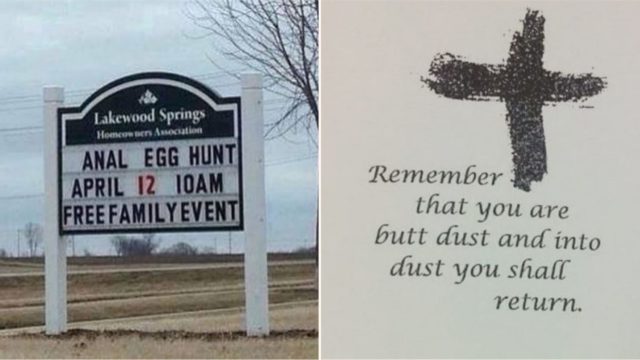 Lakewood Springs
Homeowners Association
ANAL EGG HUNT
APRIL 12 10AM
FREE FAMILY EVENT
Remember
that you are
butt dust and into
dust you shall
return.